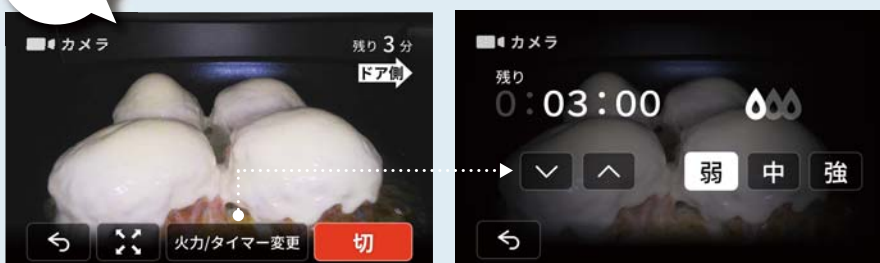 カメラ
残り 3 分
ドア側
火力/タイマー変更
切
カメラ
残り
0:03:00
弱 中 強